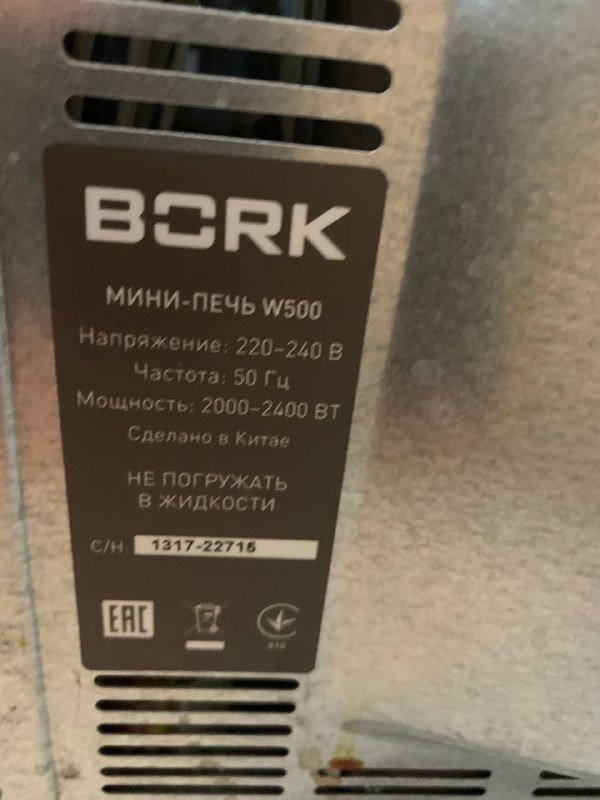 BORK
МИНИ-ПЕЧЬ W500
Напряжение: 220-240 В
Частота: 50 Гц
Мощность: 2000-2400 ВТ
Сделано в Китае
НЕ ПОГРУЖАТЬ
В ЖИДКОСТИ
С/Н 1317-22715
EAC